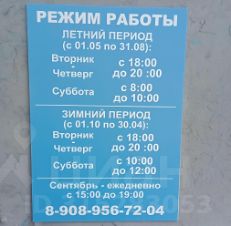 РЕЖИМ РАБОТЫ
ЛЕТНИЙ ПЕРИОД
(с 01.05 по 31.08):
Вторник - с 18:00
Четверг до 20 :00
Суббота с 8:00
до 10:00
ЗИМНИЙ ПЕРИОД
(с 01.10 по 30.04):
Вторник - с 18:00
Четверг до 20:00
Суббота с 10:00
до 12:00
Сентябрь - ежедневно
с 15:00 до 19:00
8-908-956-72-04